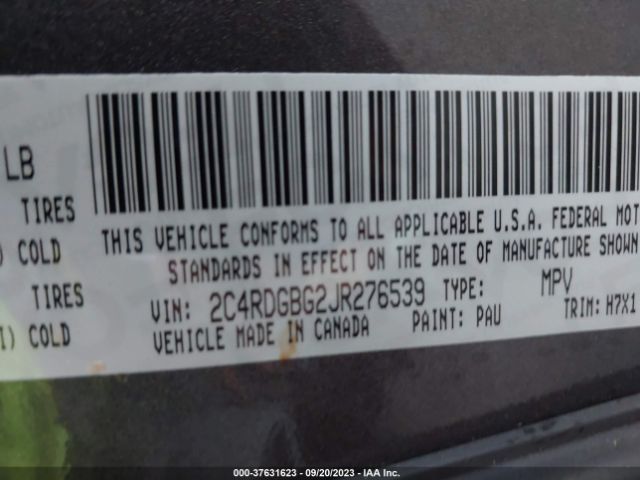 LB
TIRES
) COLD
TIRES
I) COLD
THIS VEHICLE CONFORMS TO ALL APPLICABLE U.S.A. FEDERAL MOT
STANDARDS IN EFFECT ON THE DATE OF MANUFACTURE SHOWN
VIN: 2C4RDGBG2JR276539 TYPE: MPV
VEHICLE MADE IN CANADA PAINT: PAU TRIM: H7X1
000-37631623 — 09/20/2023 — IAA Inc.